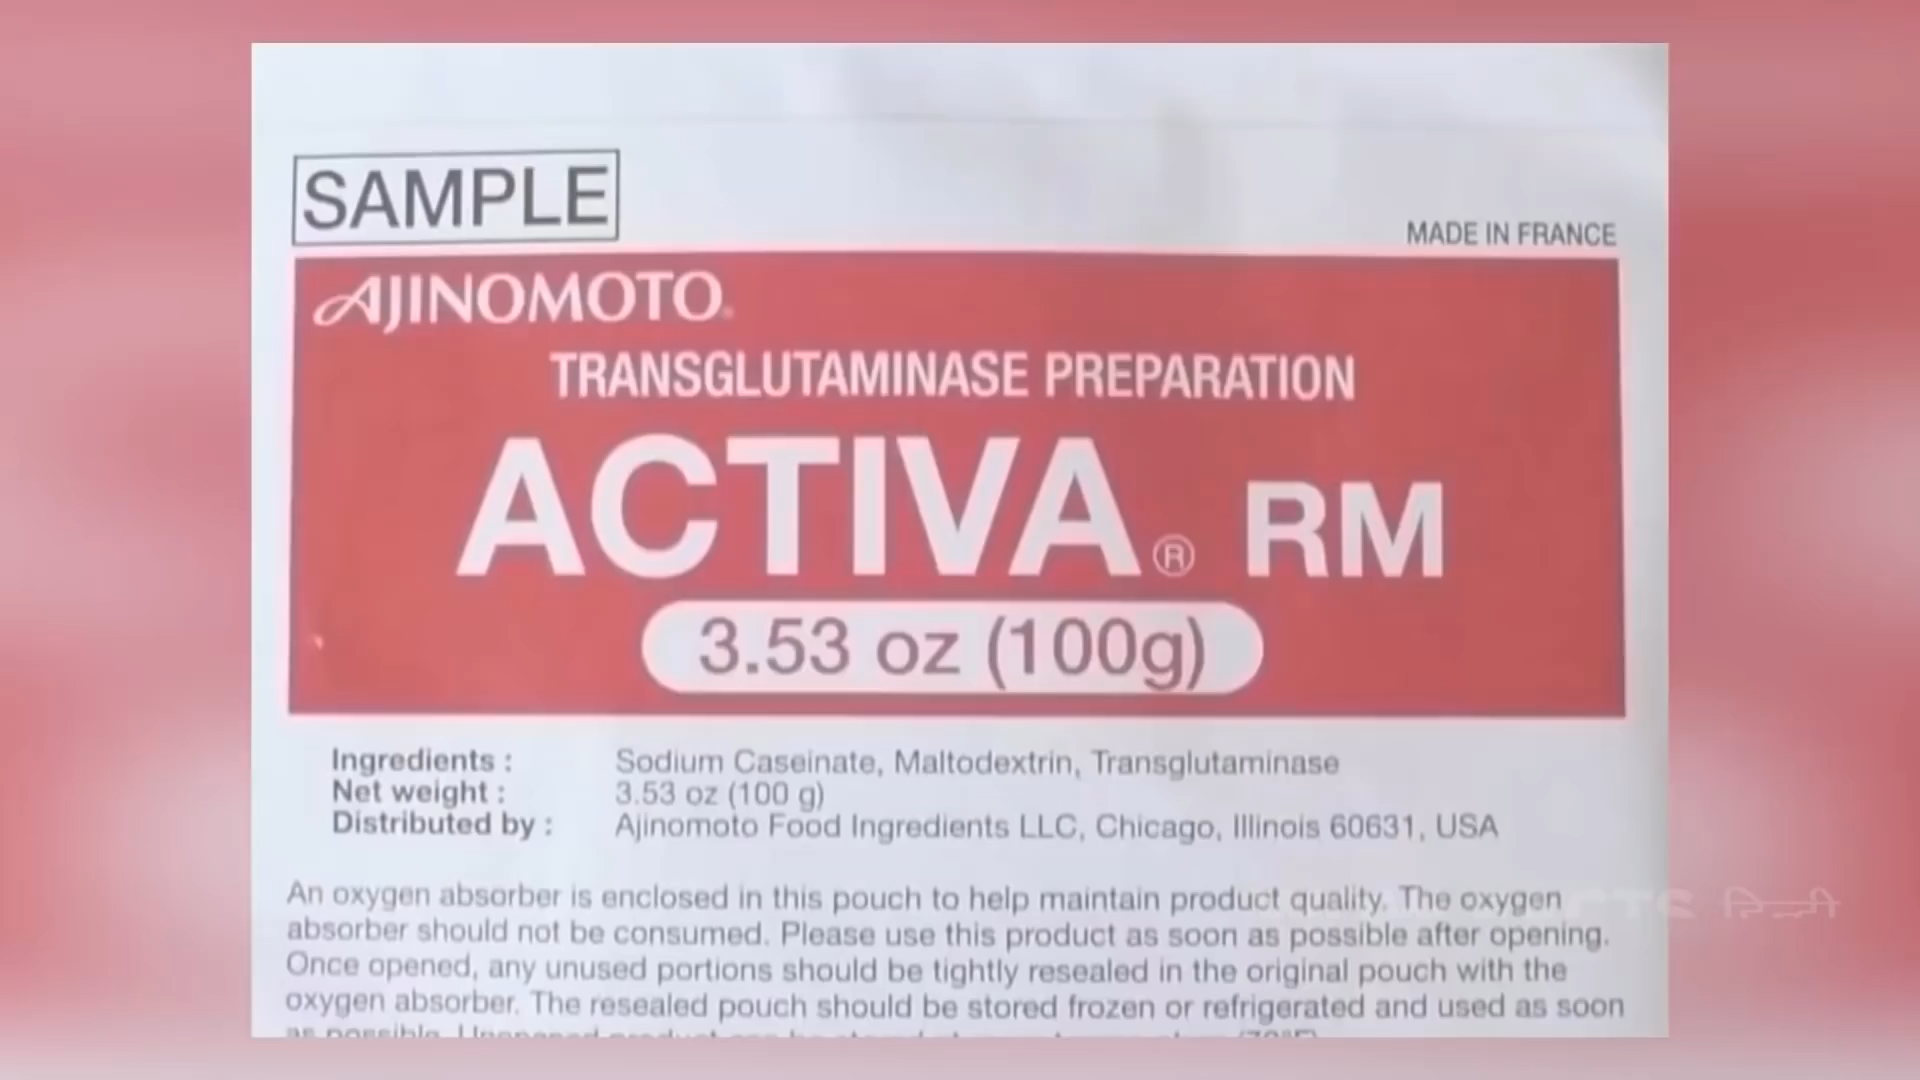 SAMPLE
MADE IN FRANCE
AJINOMOTO®
TRANSGLUTAMINASE PREPARATION
ACTIVA® RM
3.53 oz (100g)
Ingredients : Sodium Caseinate, Maltodextrin, Transglutaminase
Net weight : 3.53 oz (100 g)
Distributed by : Ajinomoto Food Ingredients LLC, Chicago, Illinois 60631, USA
An oxygen absorber is enclosed in this pouch to help maintain product quality. The oxygen
absorber should not be consumed. Please use this product as soon as possible after opening.
Once opened, any unused portions should be tightly resealed in the original pouch with the
oxygen absorber. The resealed pouch should be stored frozen or refrigerated and used as soon
as possible.